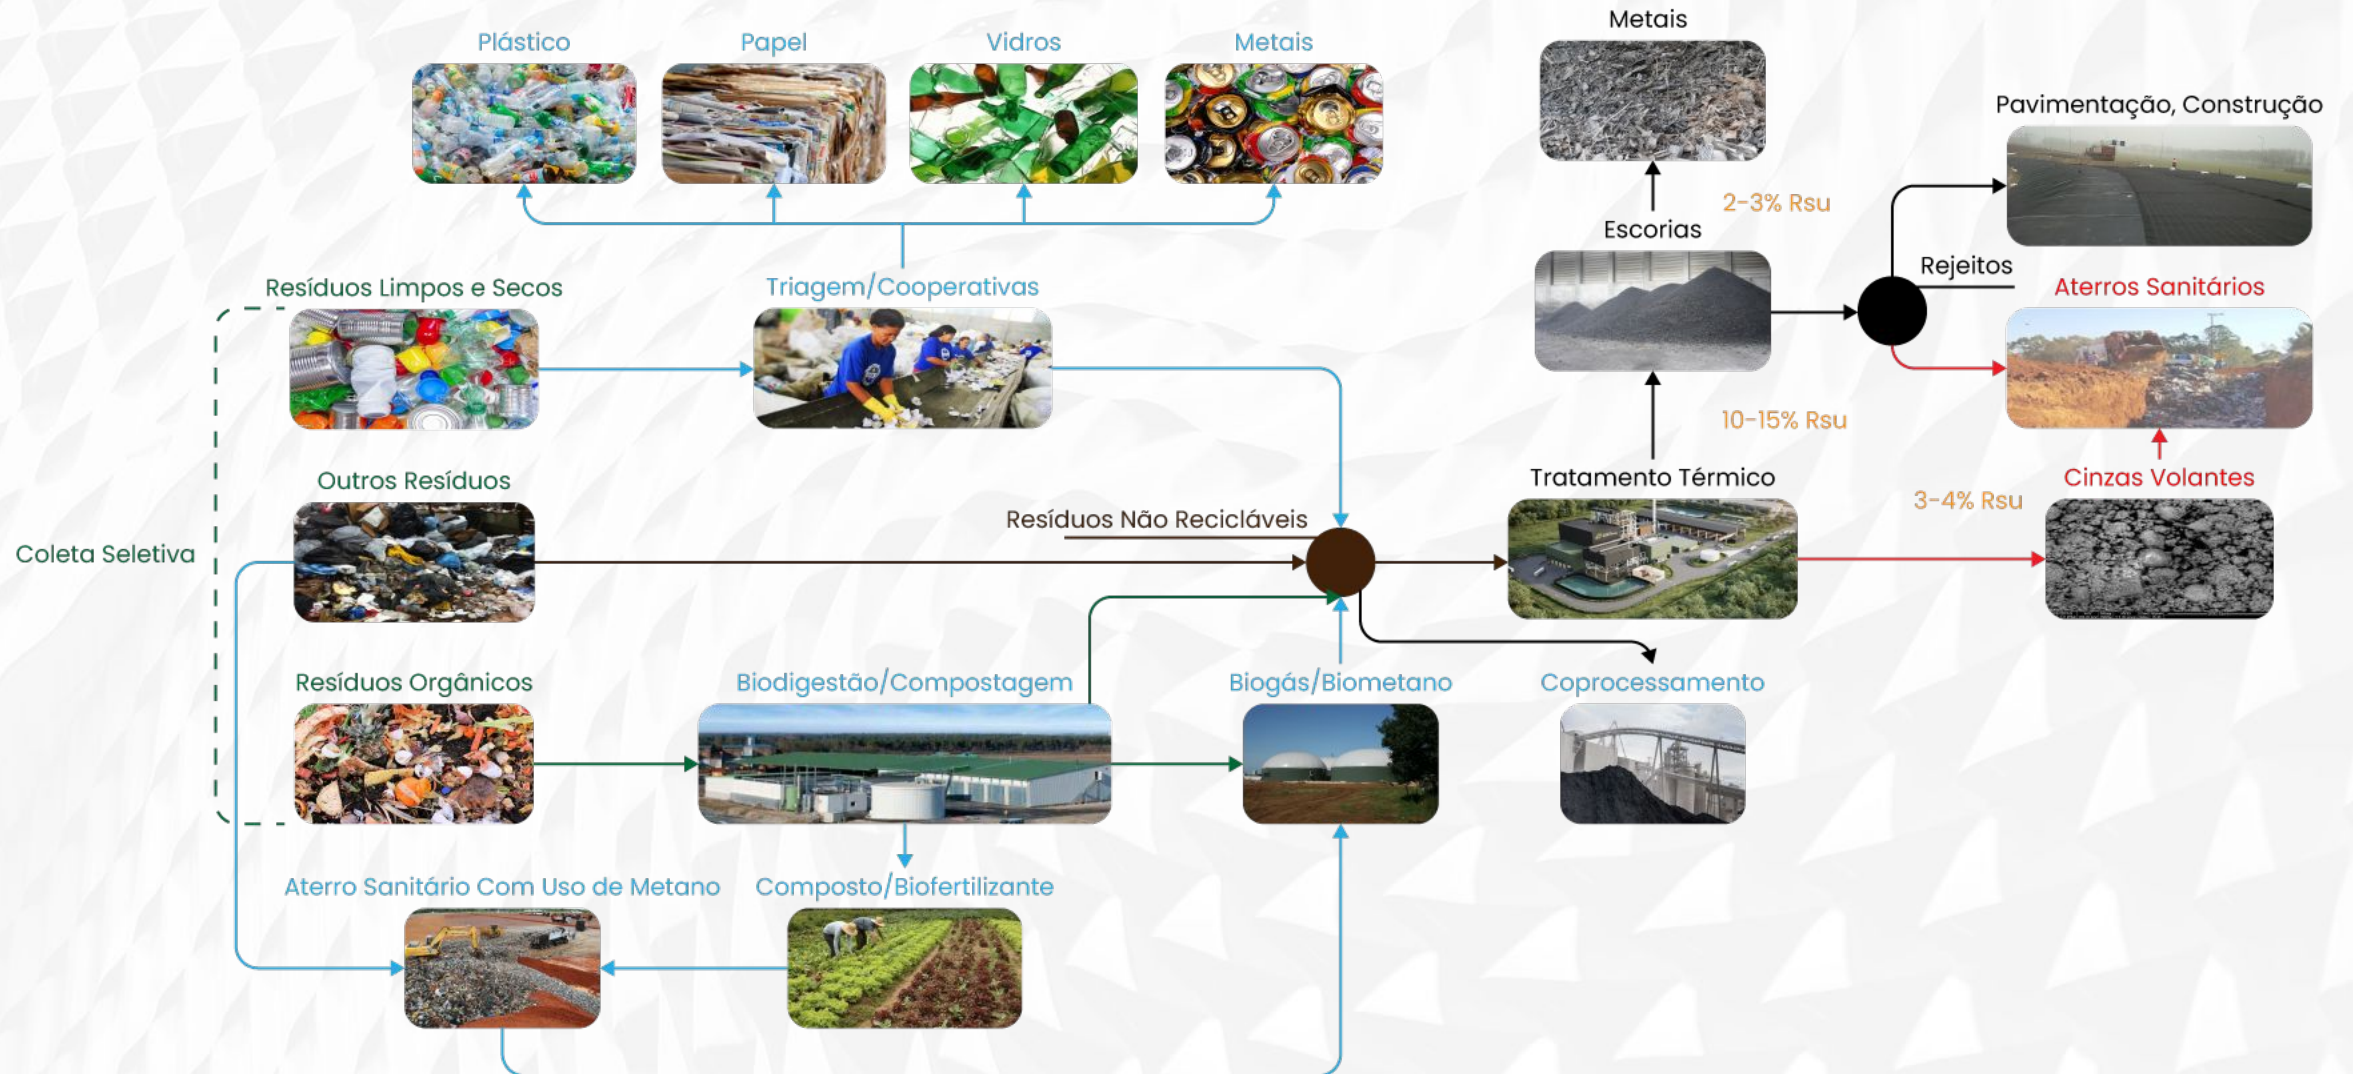 Metais
Plástico
Papel
Vidros
Metais
Pavimentação, Construção
2-3% Rsu
Escorias
Rejeitos
Resíduos Limpos e Secos
Triagem/Cooperativas
Aterros Sanitários
10-15% Rsu
Outros Resíduos
Tratamento Térmico
Cinzas Volantes
3-4% Rsu
Resíduos Não Recicláveis
Coleta Seletiva
Resíduos Orgânicos
Biodigestão/Compostagem
Biogás/Biometano
Coprocessamento
Aterro Sanitário Com Uso de Metano
Composto/Biofertilizante